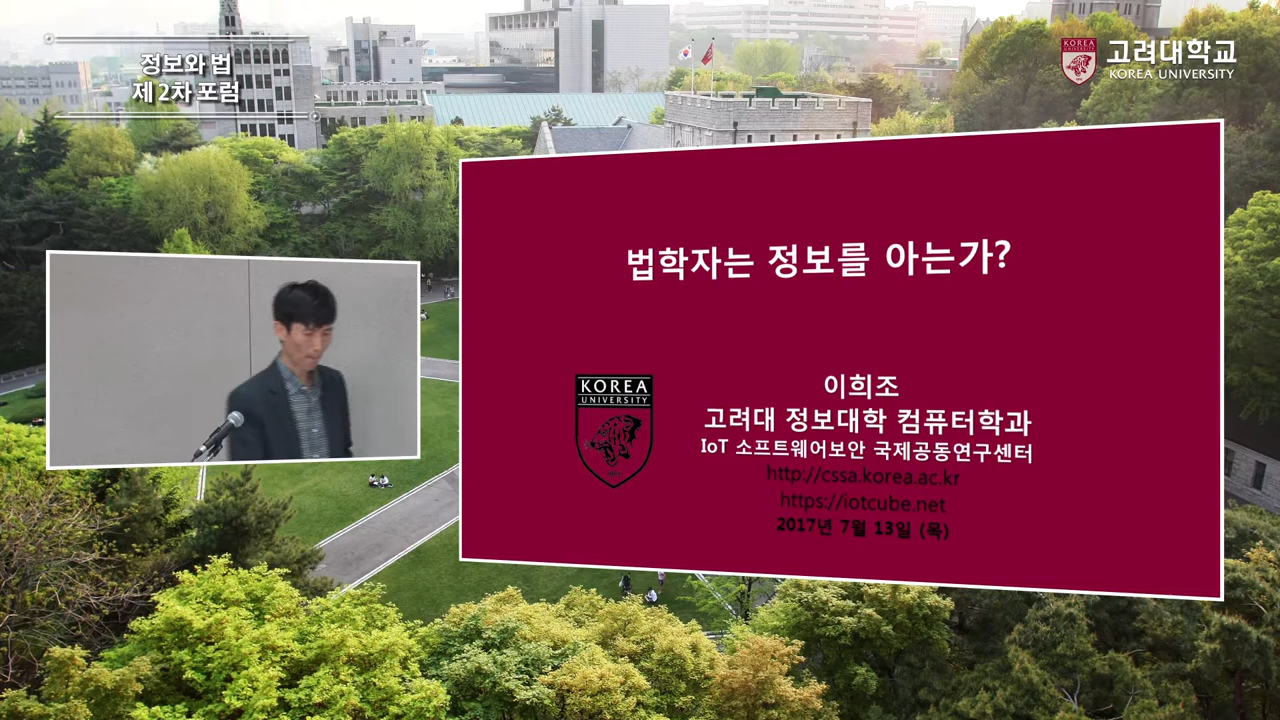 정보와 법
제 2차 포럼
KOREA
고려대학교
KOREA UNIVERSITY
법학자는 정보를 아는가?
KOREA
UNIVERSITY
이희조
고려대 정보대학 컴퓨터학과
IoT 소프트웨어보안 국제공동연구센터
http://cssa.korea.ac.kr
https://iotcube.net
2017년 7월 13일 (목)